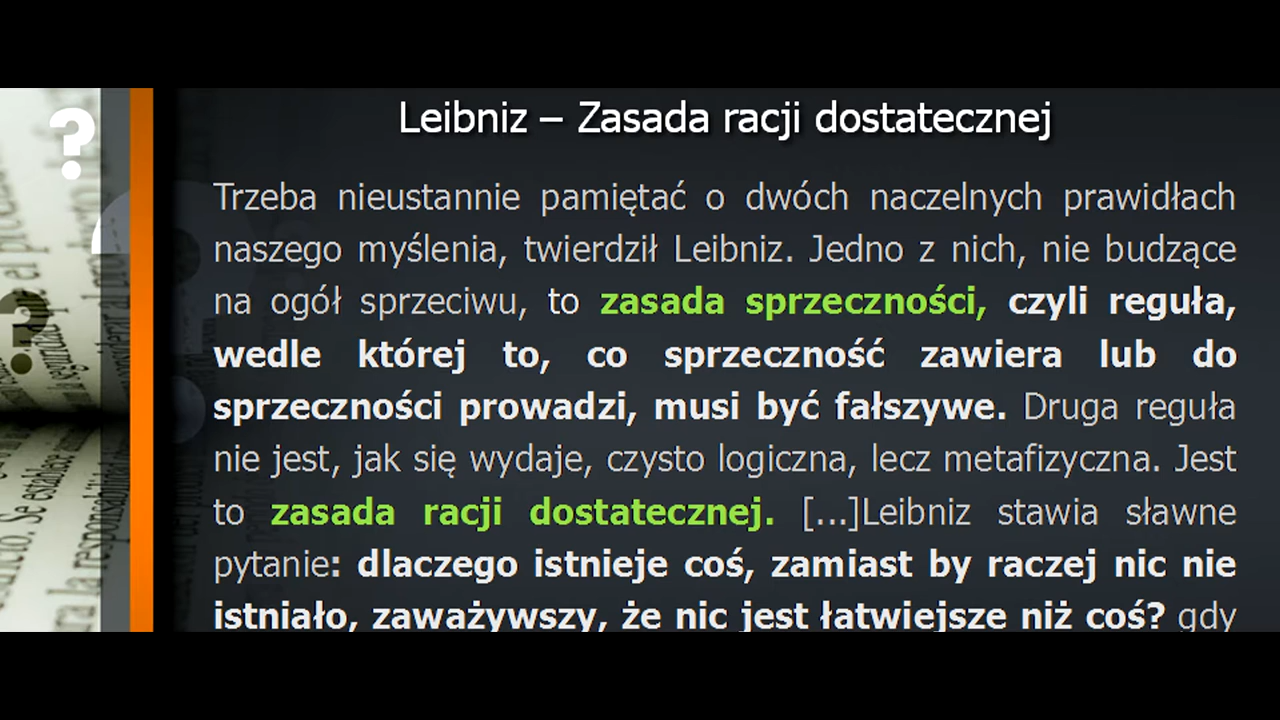 Leibniz – Zasada racji dostatecznej
Trzeba nieustannie pamiętać o dwóch naczelnych prawidłach
naszego myślenia, twierdził Leibniz. Jedno z nich, nie budzące
na ogół sprzeciwu, to zasada sprzeczności, czyli reguła,
wedle której to, co sprzeczność zawiera lub do
sprzeczności prowadzi, musi być fałszywe. Druga reguła
nie jest, jak się wydaje, czysto logiczna, lecz metafizyczna. Jest
to zasada racji dostatecznej. [...]Leibniz stawia sławne
pytanie: dlaczego istnieje coś, zamiast by raczej nic nie
istniało, zaważywszy, że nic jest łatwiejsze niż coś? gdy